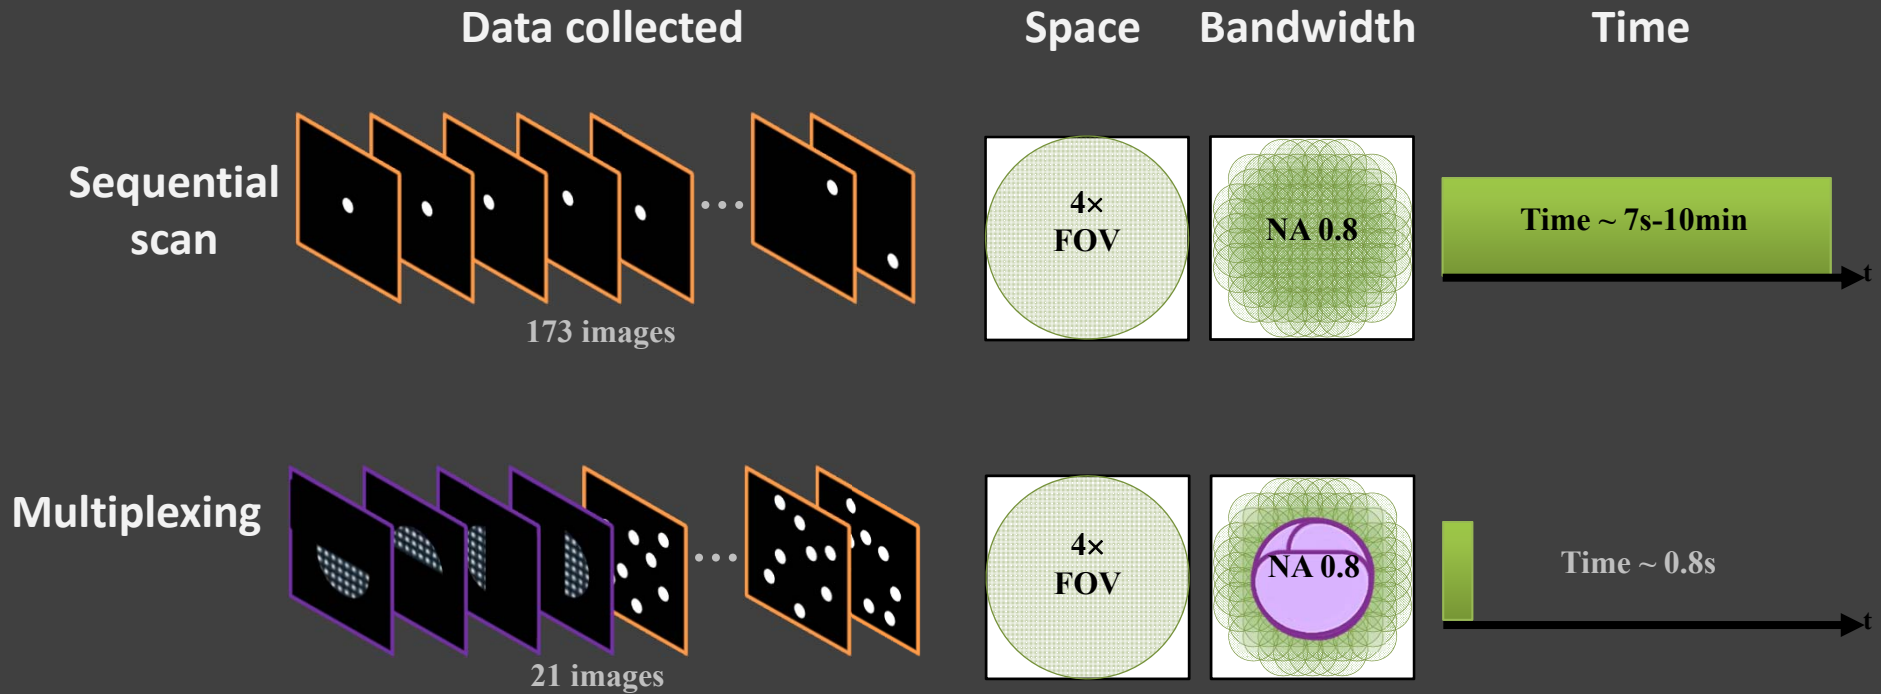 Data collected
Space
Bandwidth
Time
Sequential
scan
4×
FOV
NA 0.8
Time ~ 7s-10min
t
173 images
Multiplexing
4×
FOV
NA 0.8
Time ~ 0.8s
t
21 images